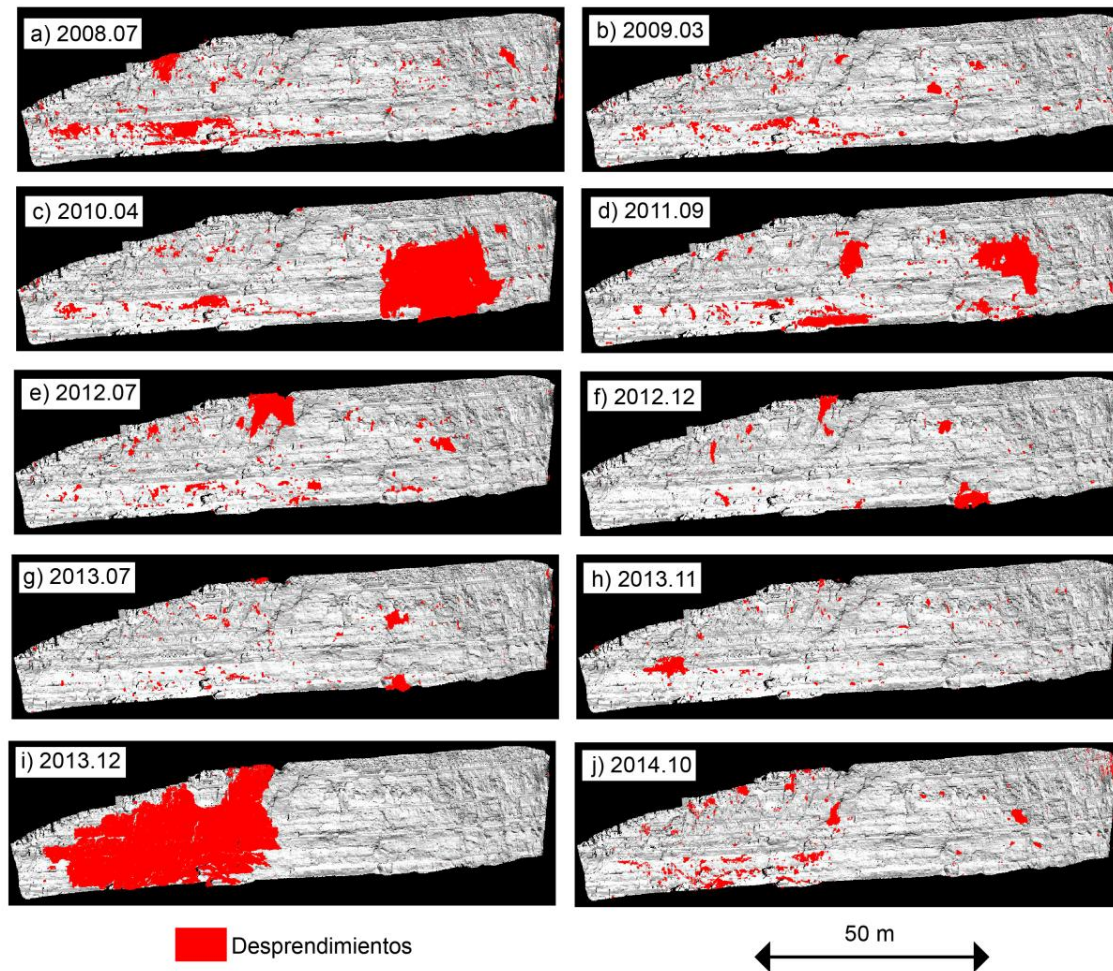 a) 2008.07
b) 2009.03
c) 2010.04
d) 2011.09
e) 2012.07
f) 2012.12
g) 2013.07
h) 2013.11
i) 2013.12
j) 2014.10
Desprendimientos
50 m